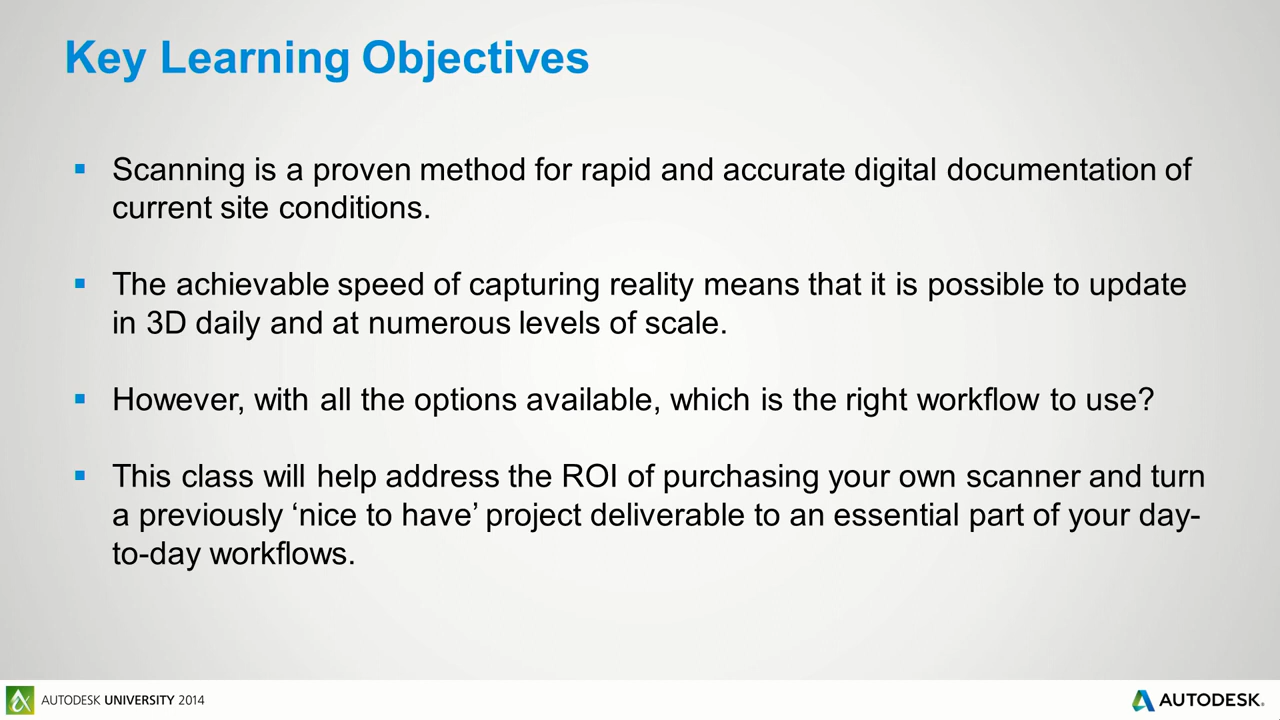 Key Learning Objectives
Scanning is a proven method for rapid and accurate digital documentation of
current site conditions.
The achievable speed of capturing reality means that it is possible to update
in 3D daily and at numerous levels of scale.
However, with all the options available, which is the right workflow to use?
This class will help address the ROI of purchasing your own scanner and turn
a previously ‘nice to have’ project deliverable to an essential part of your day-
to-day workflows.
AUTODESK UNIVERSITY 2014
AUTODESK®